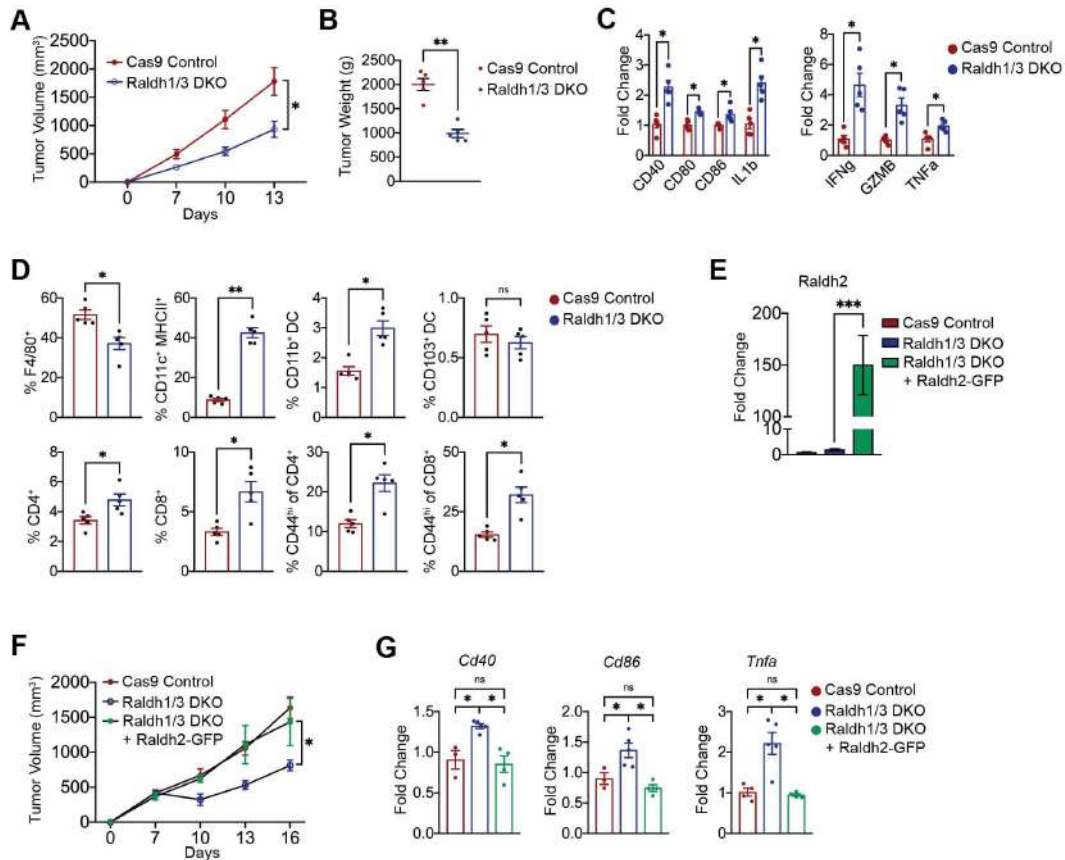 A
Tumor Volume (mm³)
2500
2000
1500
1000
500
0
0
7
10
13
Days
Cas9 Control
Raldh1/3 DKO
*
B
Tumor Weight (g)
2500
2000
1500
1000
500
0
**
Cas9 Control
Raldh1/3 DKO
C
Fold Change
4
3
2
1
0
*
*
*
*
CD40
CD80
CD86
IL1b
Fold Change
8
6
4
2
0
*
*
*
IFNg
GZMB
TNFa
Cas9 Control
Raldh1/3 DKO
D
% F4/80⁺
60
40
20
0
*
% CD11c⁺ MHCII⁺
60
40
20
0
**
% CD11b⁺ DC
4
3
2
1
0
*
% CD103⁺ DC
1.0
0.5
0.0
ns
Cas9 Control
Raldh1/3 DKO
% CD4⁺
10
5
0
*
% CD8⁺
10
5
0
*
% CD44ʰⁱ of CD4⁺
30
20
10
0
*
% CD44ʰⁱ of CD8⁺
50
25
0
*
E
Raldh2
Fold Change
200
150
100
10
0
***
Cas9 Control
Raldh1/3 DKO
Raldh1/3 DKO
+ Raldh2-GFP
F
Tumor Volume (mm³)
2000
1500
1000
500
0
0
7
10
13
16
Days
Cas9 Control
Raldh1/3 DKO
Raldh1/3 DKO
+ Raldh2-GFP
*
G
Cd40
Fold Change
1.5
1.0
0.5
0.0
ns
*
*
Cd86
Fold Change
2.0
1.5
1.0
0.5
0.0
ns
*
*
Tnfa
Fold Change
3
2
1
0
ns
*
*
Cas9 Control
Raldh1/3 DKO
Raldh1/3 DKO
+ Raldh2-GFP